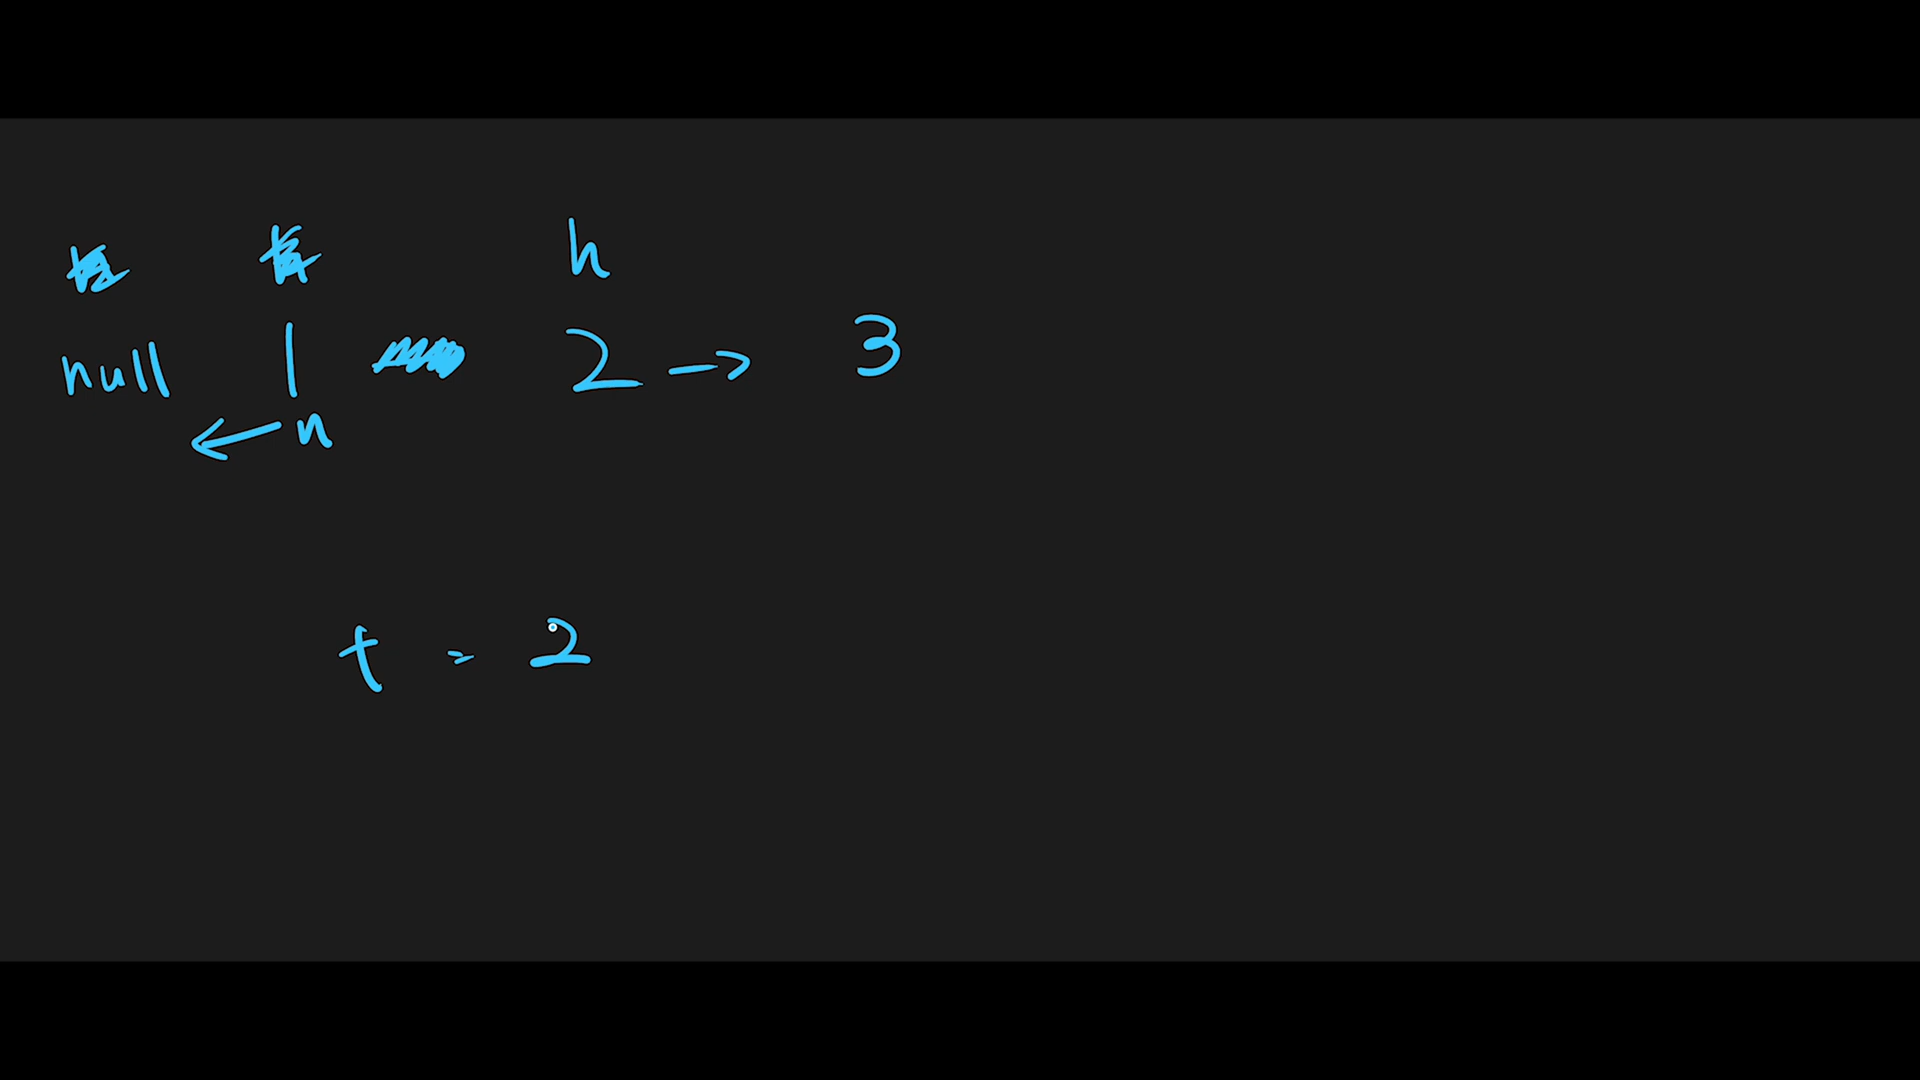 h
null 1 2 → 3
← n
t = 2